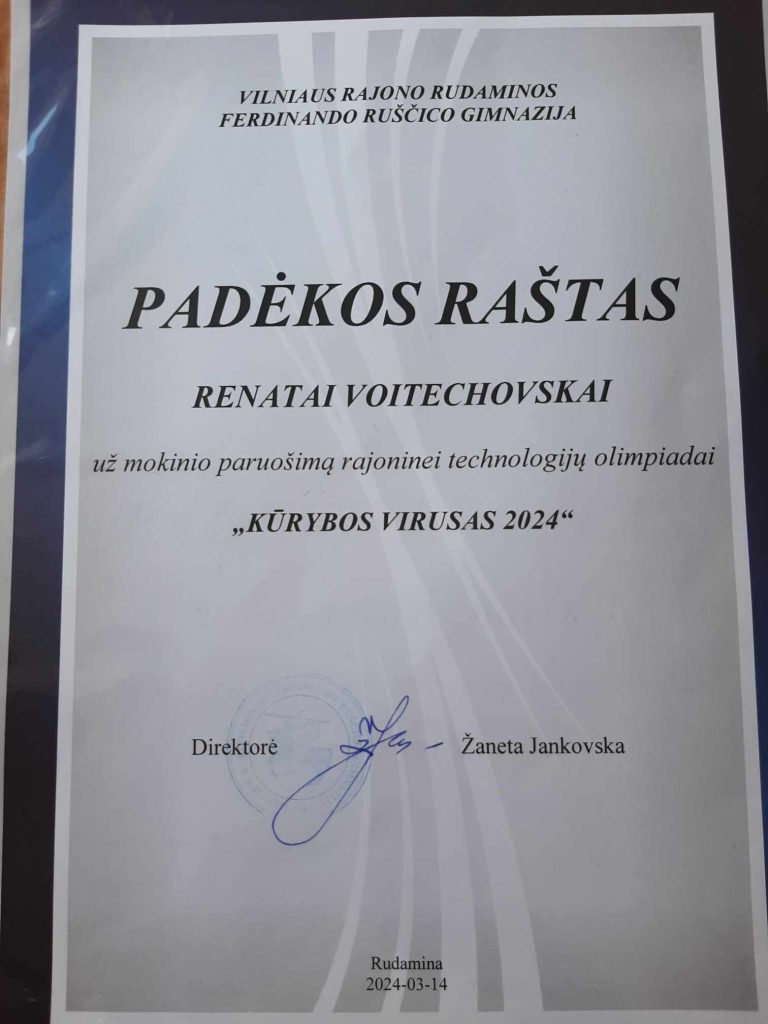 VILNIAUS RAJONO RUDAMINOS
FERDINANDO RUŠČICO GIMNAZIJA
PADĖKOS RAŠTAS
RENATAI VOITECHOVSKAI
už mokinio paruošimą rajoninei technologijų olimpiadai
„KŪRYBOS VIRUSAS 2024“
Direktorė Žaneta Jankovska
Rudamina
2024-03-14